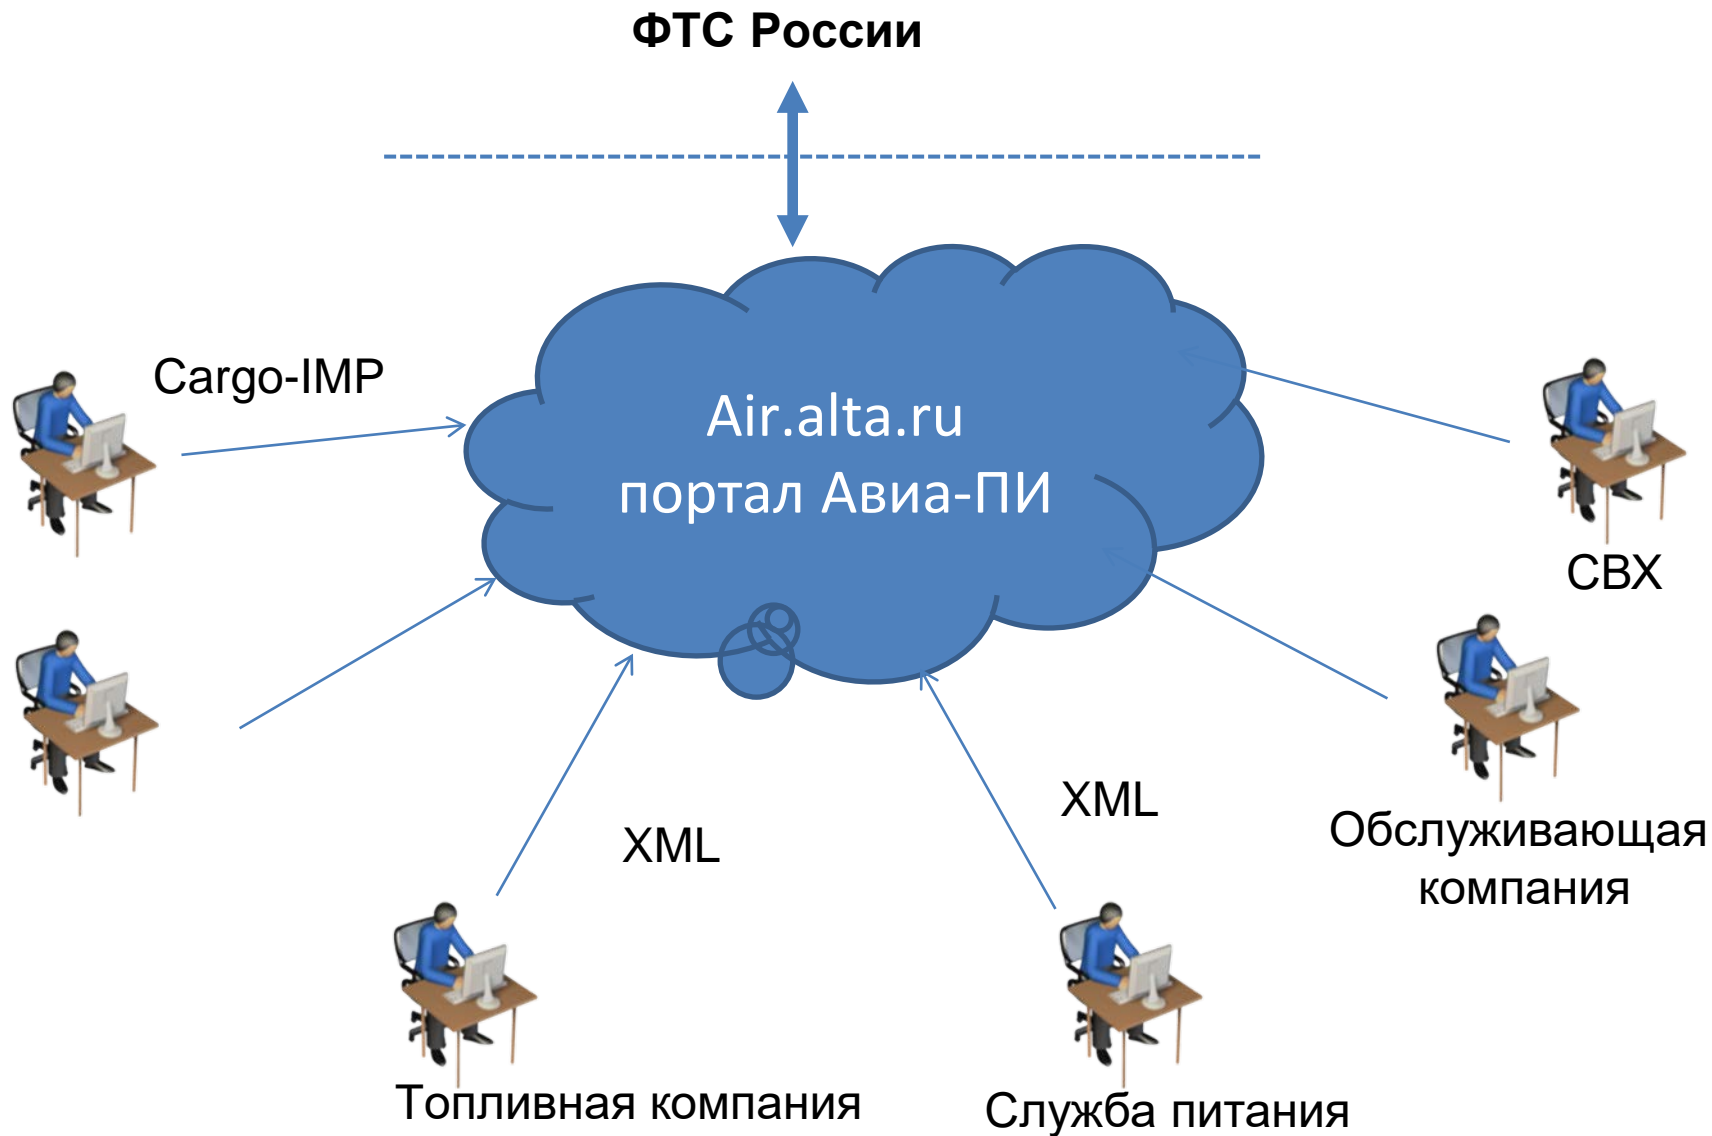 ФТС России
Cargo-IMP
Air.alta.ru
портал Авиа-ПИ
СВХ
XML
XML
Обслуживающая
компания
Топливная компания
Служба питания